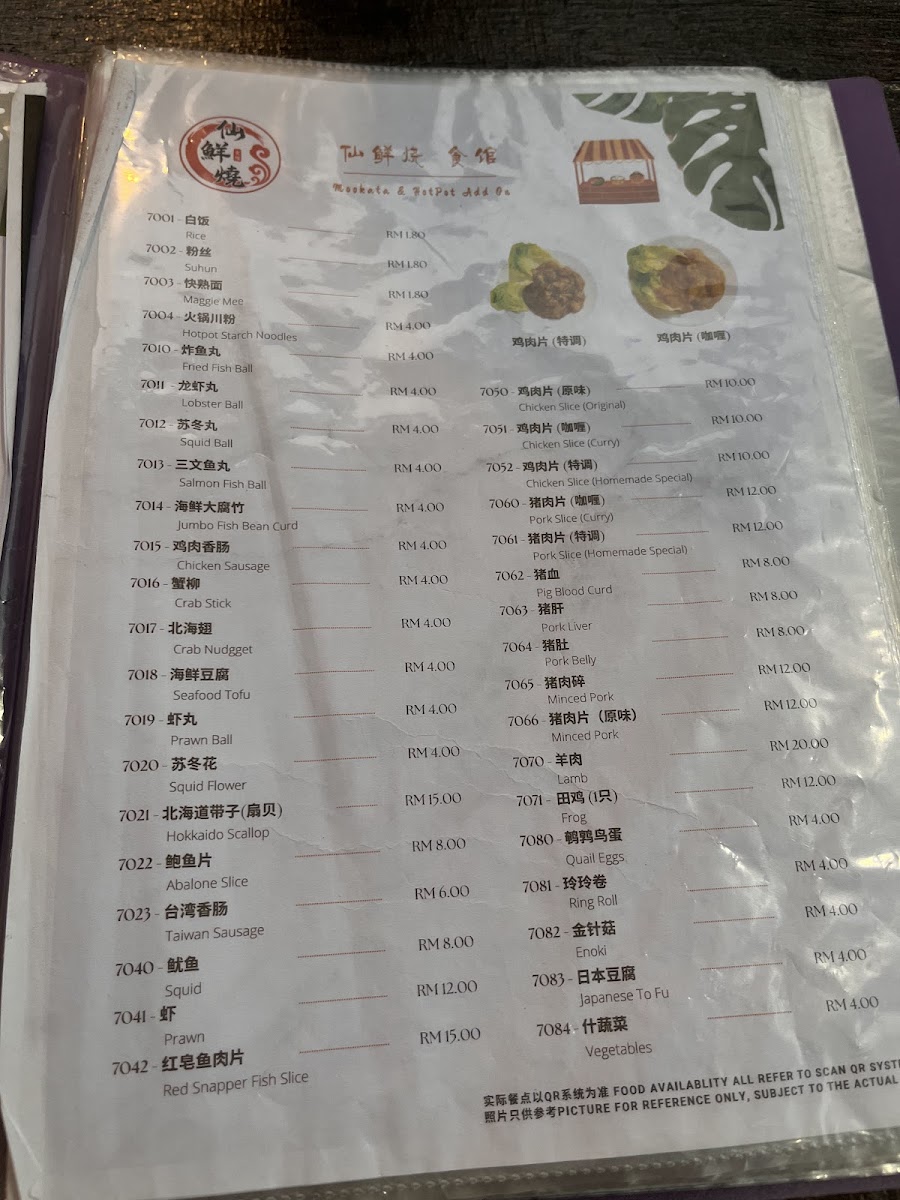 仙
鮮
燒
仙鲜烧 食馆
Mookata & HotPot Add On
7001 - 白饭 RM 1.80
Rice
7002 - 粉丝 RM 1.80
Suhun
7003 - 快熟面 RM 1.80
Maggie Mee
7004 - 火锅川粉 RM 4.00
Hotpot Starch Noodles
7010 - 炸鱼丸 RM 4.00
Fried Fish Ball
7011 - 龙虾丸 RM 4.00
Lobster Ball
7012 - 苏冬丸 RM 4.00
Squid Ball
7013 - 三文鱼丸 RM 4.00
Salmon Fish Ball
7014 - 海鲜大腐竹 RM 4.00
Jumbo Fish Bean Curd
7015 - 鸡肉香肠 RM 4.00
Chicken Sausage
7016 - 蟹柳 RM 4.00
Crab Stick
7017 - 北海翅 RM 4.00
Crab Nudgget
7018 - 海鲜豆腐 RM 4.00
Seafood Tofu
7019 - 虾丸 RM 4.00
Prawn Ball
7020 - 苏冬花 RM 4.00
Squid Flower
7021 - 北海道带子(扇贝) RM 15.00
Hokkaido Scallop
7022 - 鲍鱼片 RM 8.00
Abalone Slice
7023 - 台湾香肠 RM 6.00
Taiwan Sausage
7040 - 鱿鱼 RM 8.00
Squid
7041 - 虾 RM 12.00
Prawn
7042 - 红皂鱼肉片 RM 15.00
Red Snapper Fish Slice
鸡肉片 (特调)
鸡肉片 (咖喱)
7050 - 鸡肉片 (原味) RM 10.00
Chicken Slice (Original)
7051 - 鸡肉片 (咖喱) RM 10.00
Chicken Slice (Curry)
7052 - 鸡肉片 (特调) RM 10.00
Chicken Slice (Homemade Special)
7060 - 猪肉片 (咖喱) RM 12.00
Pork Slice (Curry)
7061 - 猪肉片 (特调) RM 12.00
Pork Slice (Homemade Special)
7062 - 猪血 RM 8.00
Pig Blood Curd
7063 - 猪肝 RM 8.00
Pork Liver
7064 - 猪肚 RM 8.00
Pork Belly
7065 - 猪肉碎 RM 12.00
Minced Pork
7066 - 猪肉片（原味） RM 12.00
Minced Pork
7070 - 羊肉 RM 20.00
Lamb
7071 - 田鸡 (1只) RM 12.00
Frog
7080 - 鹌鹑鸟蛋 RM 4.00
Quail Eggs
7081 - 玲玲卷 RM 4.00
Ring Roll
7082 - 金针菇 RM 4.00
Enoki
7083 - 日本豆腐 RM 4.00
Japanese To Fu
7084 - 什蔬菜 RM 4.00
Vegetables
实际餐点以QR系统为准 FOOD AVAILABLITY ALL REFER TO SCAN QR SYSTE
照片只供参考PICTURE FOR REFERENCE ONLY, SUBJECT TO THE ACTUAL